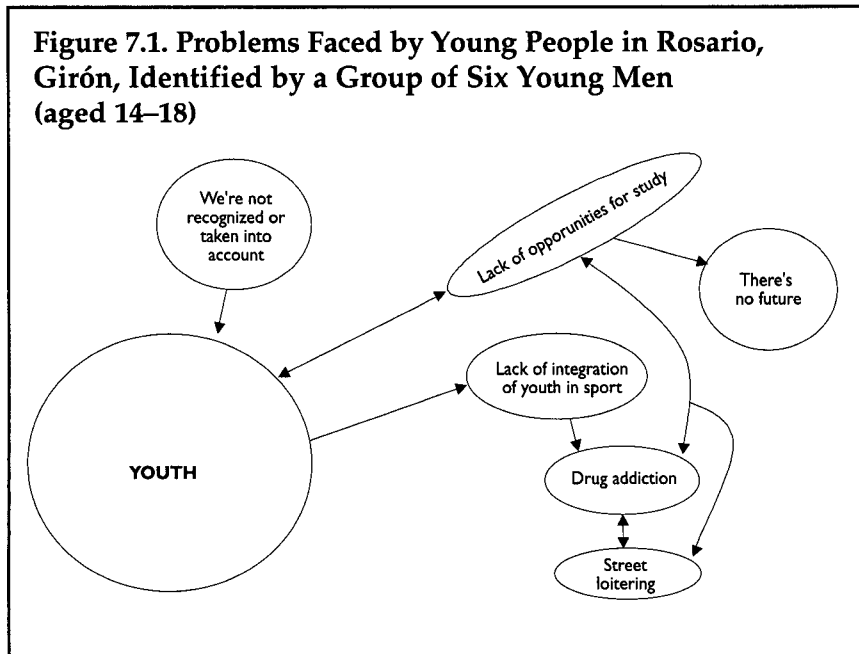 Figure 7.1. Problems Faced by Young People in Rosario,
Girón, Identified by a Group of Six Young Men
(aged 14–18)
We're not
recognized or
taken into
account
Lack of opporunities for study
There's
no future
Lack of integration
of youth in sport
YOUTH
Drug addiction
Street
loitering